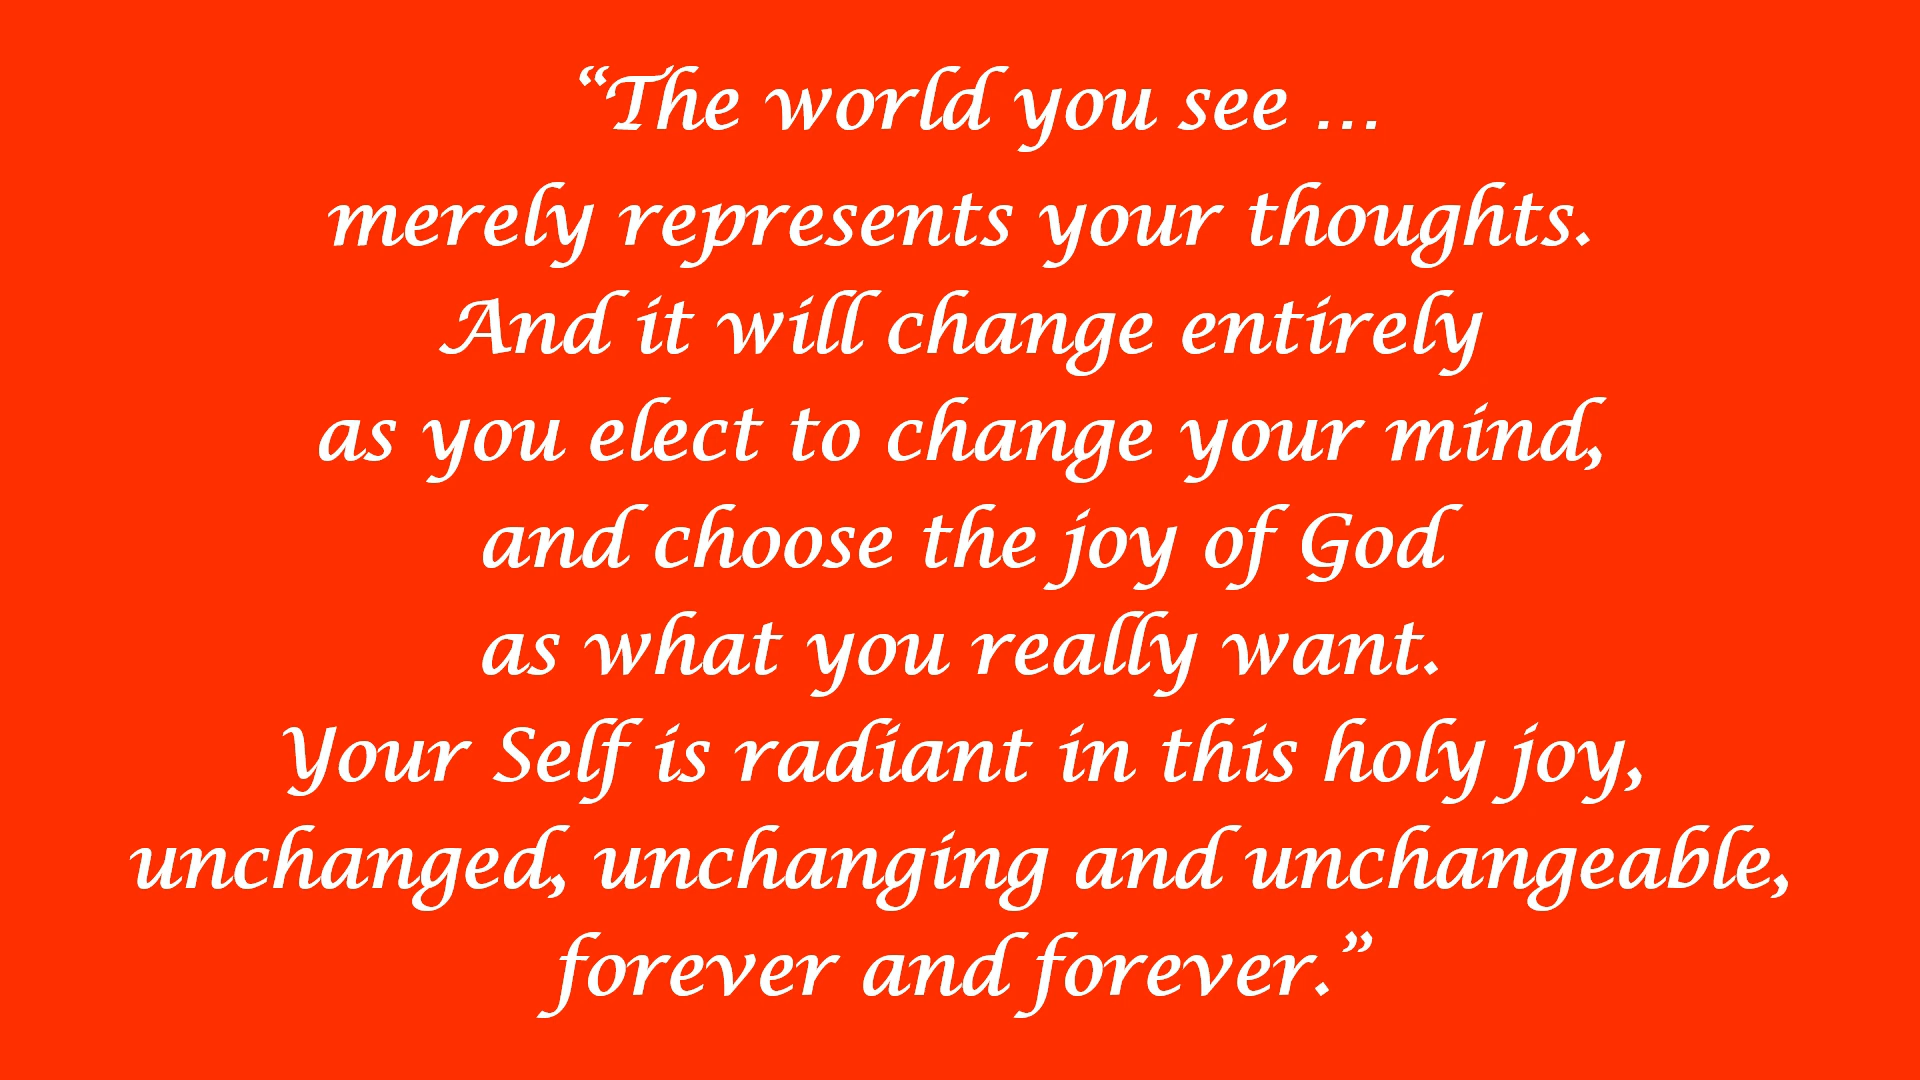 “The world you see …
merely represents your thoughts.
And it will change entirely
as you elect to change your mind,
and choose the joy of God
as what you really want.
Your Self is radiant in this holy joy,
unchanged, unchanging and unchangeable,
forever and forever.”